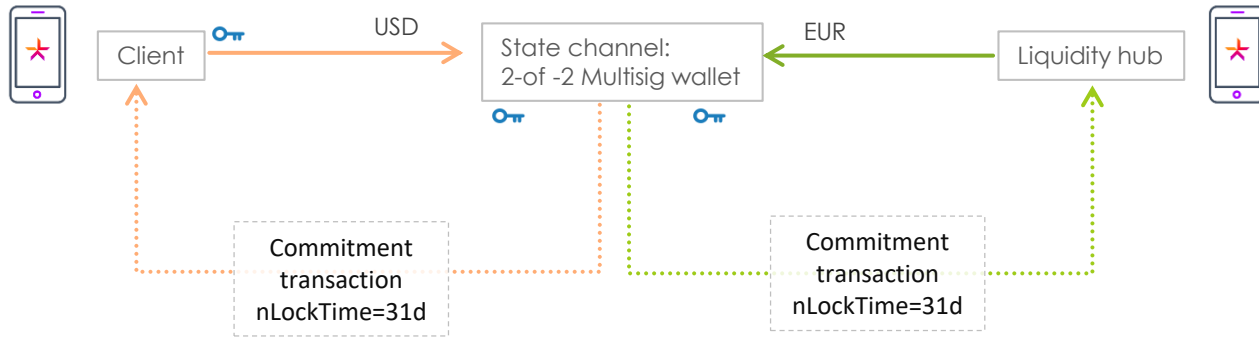 USD
EUR
Client
State channel:
2-of -2 Multisig wallet
Liquidity hub
Commitment
transaction
nLockTime=31d
Commitment
transaction
nLockTime=31d